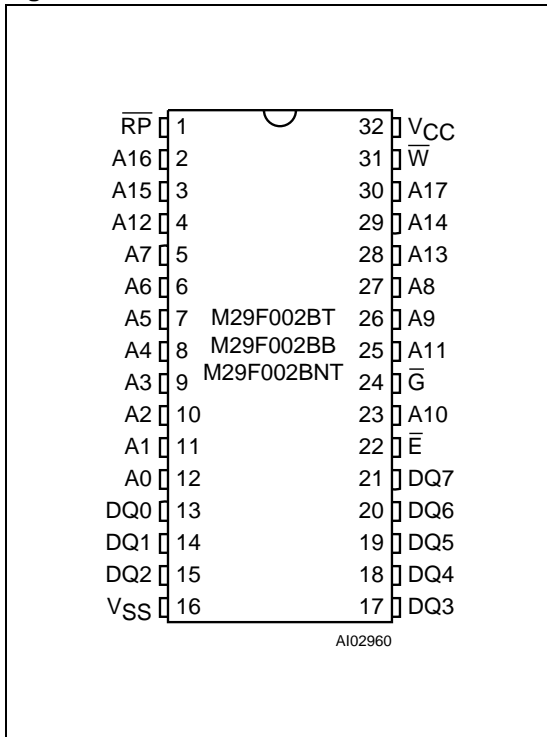 R̅P̅ 1 32 VCC
A16 2 31 W̅
A15 3 30 A17
A12 4 29 A14
A7 5 28 A13
A6 6 27 A8
A5 7 M29F002BT 26 A9
A4 8 M29F002BB 25 A11
A3 9 M29F002BNT 24 G̅
A2 10 23 A10
A1 11 22 E̅
A0 12 21 DQ7
DQ0 13 20 DQ6
DQ1 14 19 DQ5
DQ2 15 18 DQ4
VSS 16 17 DQ3
AI02960